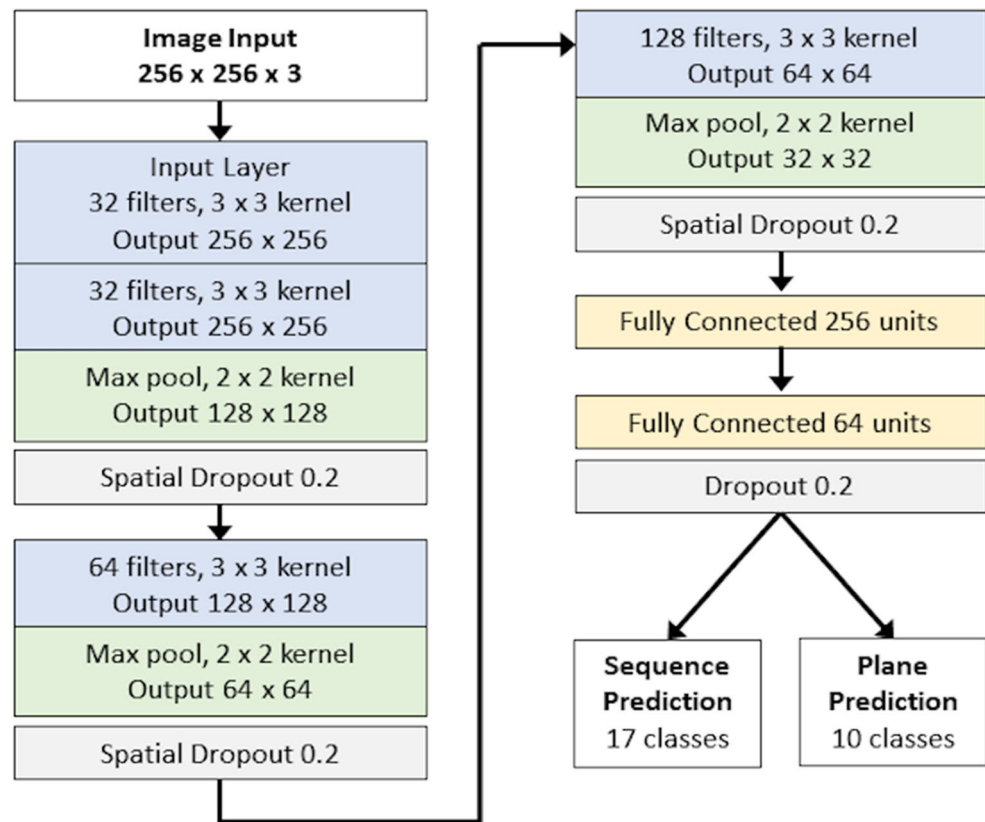 Image Input
256 x 256 x 3
Input Layer
32 filters, 3 x 3 kernel
Output 256 x 256
32 filters, 3 x 3 kernel
Output 256 x 256
Max pool, 2 x 2 kernel
Output 128 x 128
Spatial Dropout 0.2
64 filters, 3 x 3 kernel
Output 128 x 128
Max pool, 2 x 2 kernel
Output 64 x 64
Spatial Dropout 0.2
128 filters, 3 x 3 kernel
Output 64 x 64
Max pool, 2 x 2 kernel
Output 32 x 32
Spatial Dropout 0.2
Fully Connected 256 units
Fully Connected 64 units
Dropout 0.2
Sequence
Prediction
17 classes
Plane
Prediction
10 classes